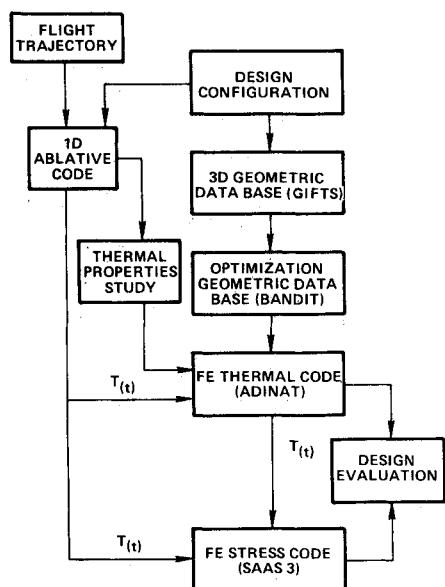 FLIGHT
TRAJECTORY
DESIGN
CONFIGURATION
1D
ABLATIVE
CODE
3D GEOMETRIC
DATA BASE (GIFTS)
THERMAL
PROPERTIES
STUDY
OPTIMIZATION
GEOMETRIC DATA
BASE (BANDIT)
T(t)
FE THERMAL CODE
(ADINAT)
T(t)
DESIGN
EVALUATION
T(t)
FE STRESS CODE
(SAAS 3)